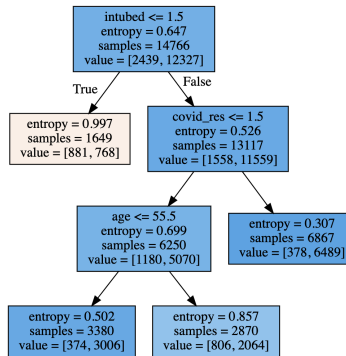 intubed <= 1.5
entropy = 0.647
samples = 14766
value = [2439, 12327]
True
False
entropy = 0.997
samples = 1649
value = [881, 768]
covid_res <= 1.5
entropy = 0.526
samples = 13117
value = [1558, 11559]
age <= 55.5
entropy = 0.699
samples = 6250
value = [1180, 5070]
entropy = 0.307
samples = 6867
value = [378, 6489]
entropy = 0.502
samples = 3380
value = [374, 3006]
entropy = 0.857
samples = 2870
value = [806, 2064]